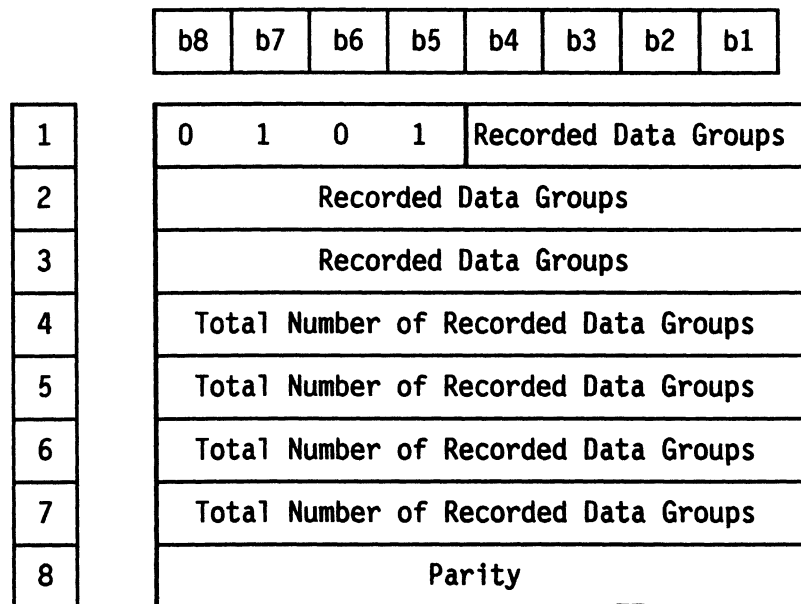 b8 b7 b6 b5 b4 b3 b2 b1
1 0 1 0 1 Recorded Data Groups
2 Recorded Data Groups
3 Recorded Data Groups
4 Total Number of Recorded Data Groups
5 Total Number of Recorded Data Groups
6 Total Number of Recorded Data Groups
7 Total Number of Recorded Data Groups
8 Parity